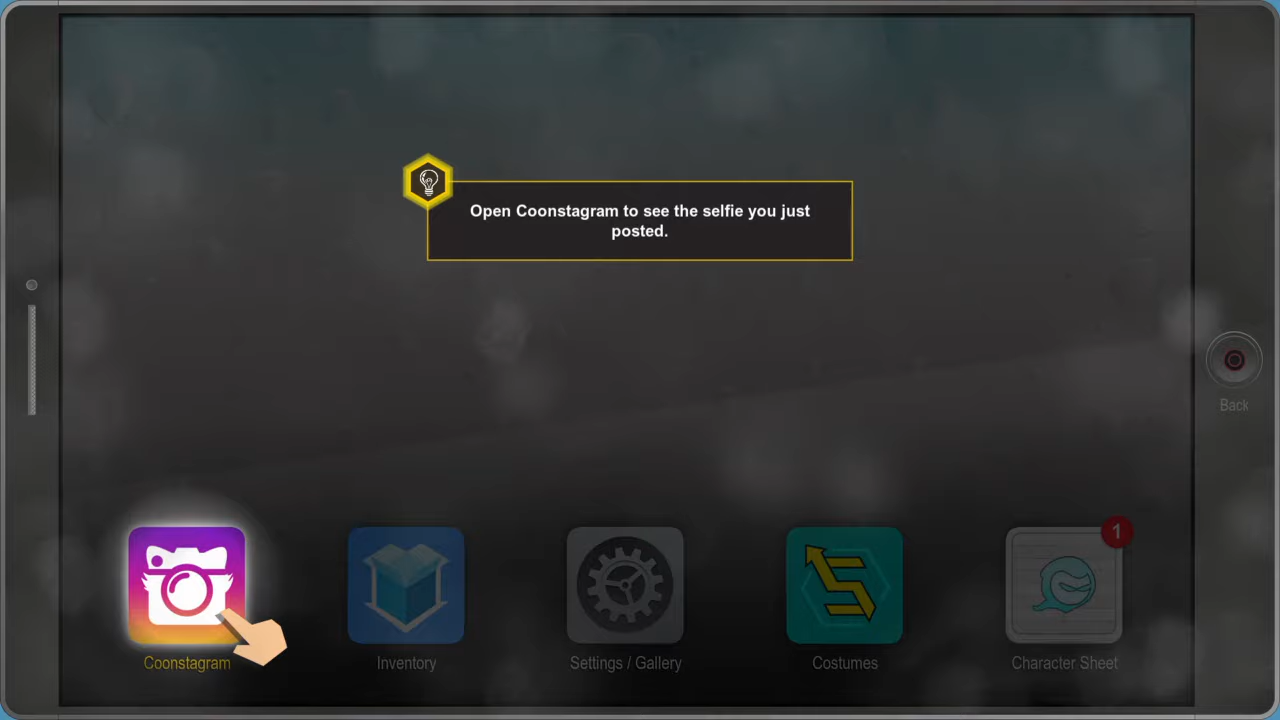 Open Coonstagram to see the selfie you just
posted.
Back
1
Coonstagram
Inventory
Settings / Gallery
Costumes
Character Sheet